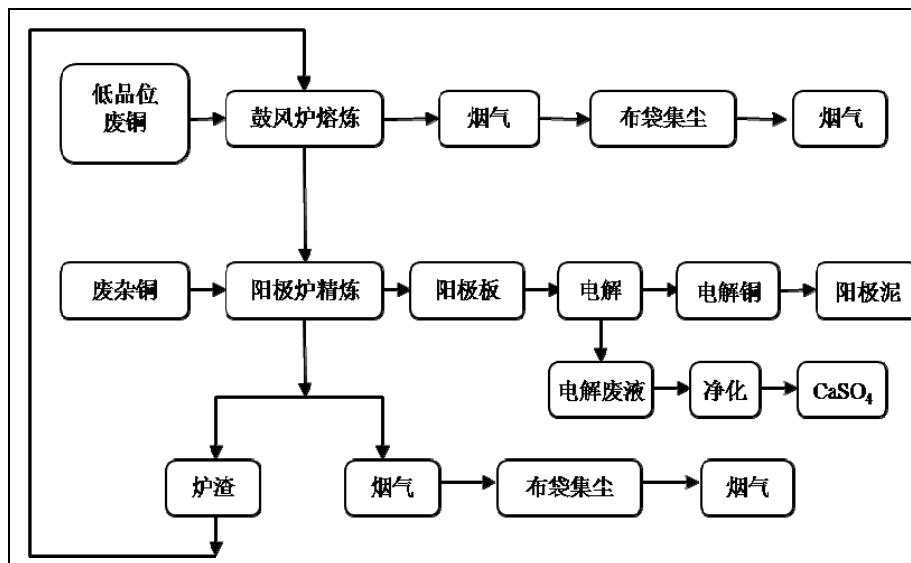 低品位
废铜
鼓风炉熔炼
烟气
布袋集尘
烟气
废杂铜
阳极炉精炼
阳极板
电解
电解铜
阳极泥
电解废液
净化
CaSO₄
炉渣
烟气
布袋集尘
烟气